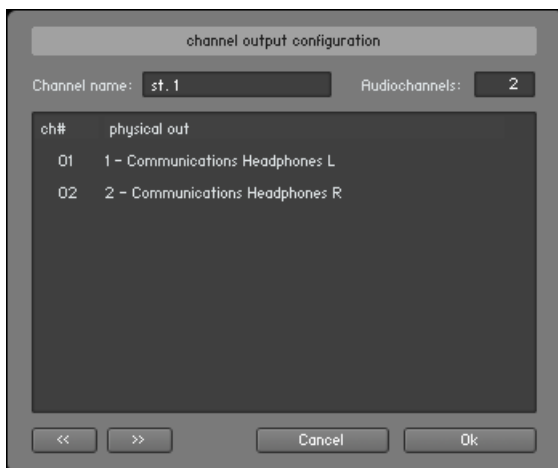 channel output configuration
Channel name: st.1 Audiochannels: 2
ch# physical out
01 1 - Communications Headphones L
02 2 - Communications Headphones R
<< >> Cancel Ok